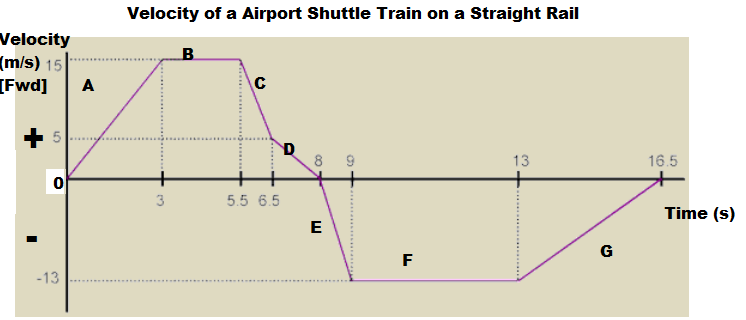 Velocity of a Airport Shuttle Train on a Straight Rail
Velocity
(m/s)
[Fwd]
15
A
B
C
+
5
D
8
9
13
16.5
0
3
5.5
6.5
Time (s)
E
-
F
G
-13